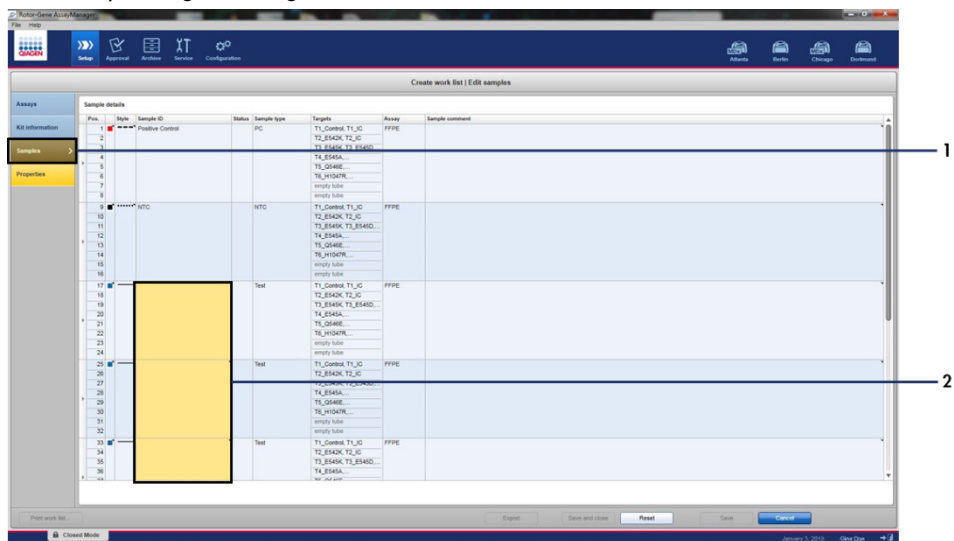 Rotor-Gene AssayManager
File Help
QIAGEN
Setup Approval Archive Service Configuration
Atlanta Berlin Chicago Dortmund
Create work list | Edit samples
Assays
Kit information
Samples
Properties
Sample details
Pos. Style Sample ID Status Sample type Targets Assay Sample comment
1 Positive Control PC T1_Control, T1_IC FFPE
2 T2_E542K, T2_IC
3 T3_E545K, T3_E545D...
4 T4_E545A,...
5 T5_Q546E,...
6 T6_H1047R,...
7 empty tube
8 empty tube
9 NTC NTC T1_Control, T1_IC FFPE
10 T2_E542K, T2_IC
11 T3_E545K, T3_E545D...
12 T4_E545A,...
13 T5_Q546E,...
14 T6_H1047R,...
15 empty tube
16 empty tube
17 Test T1_Control, T1_IC FFPE
18 T2_E542K, T2_IC
19 T3_E545K, T3_E545D...
20 T4_E545A,...
21 T5_Q546E,...
22 T6_H1047R,...
23 empty tube
24 empty tube
25 Test T1_Control, T1_IC FFPE
26 T2_E542K, T2_IC
27 T3_E545K, T3_E545D...
28 T4_E545A,...
29 T5_Q546E,...
30 T6_H1047R,...
31 empty tube
32 empty tube
33 Test T1_Control, T1_IC FFPE
34 T2_E542K, T2_IC
35 T3_E545K, T3_E545D...
36 T4_E545A,...
1
2
Print work list Export Save and close Reset Save Cancel
Closed Mode January 3, 2019 Gina Doe